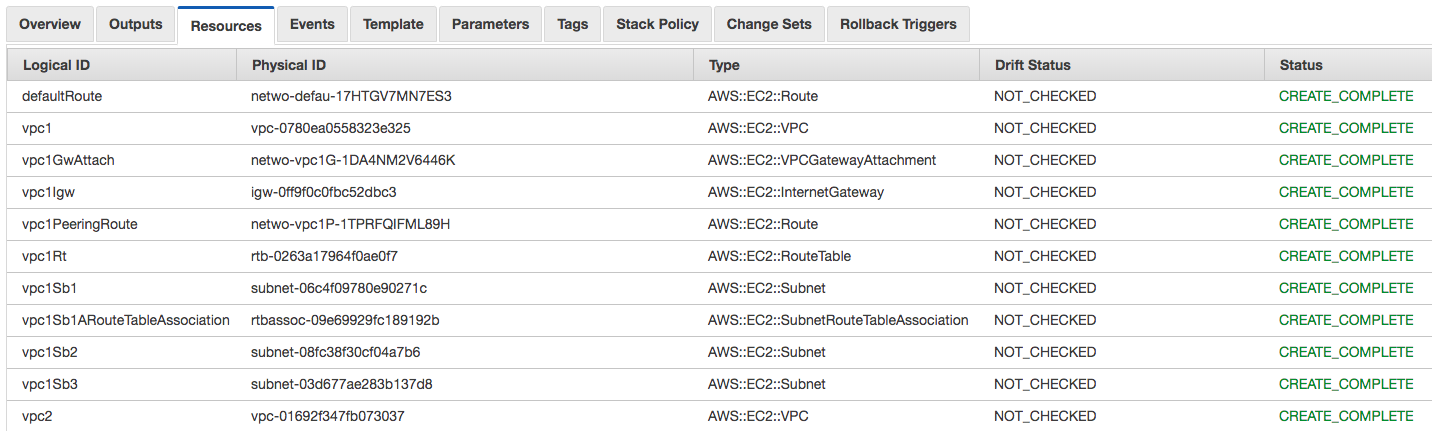 Overview Outputs Resources Events Template Parameters Tags Stack Policy Change Sets Rollback Triggers
Logical ID Physical ID Type Drift Status Status
defaultRoute netwo-defau-17HTGV7MN7ES3 AWS::EC2::Route NOT_CHECKED CREATE_COMPLETE
vpc1 vpc-0780ea0558323e325 AWS::EC2::VPC NOT_CHECKED CREATE_COMPLETE
vpc1GwAttach netwo-vpc1G-1DA4NM2V6446K AWS::EC2::VPCGatewayAttachment NOT_CHECKED CREATE_COMPLETE
vpc1Igw igw-0ff9f0c0fbc52dbc3 AWS::EC2::InternetGateway NOT_CHECKED CREATE_COMPLETE
vpc1PeeringRoute netwo-vpc1P-1TPRFQIFML89H AWS::EC2::Route NOT_CHECKED CREATE_COMPLETE
vpc1Rt rtb-0263a17964f0ae0f7 AWS::EC2::RouteTable NOT_CHECKED CREATE_COMPLETE
vpc1Sb1 subnet-06c4f09780e90271c AWS::EC2::Subnet NOT_CHECKED CREATE_COMPLETE
vpc1Sb1ARouteTableAssociation rtbassoc-09e69929fc189192b AWS::EC2::SubnetRouteTableAssociation NOT_CHECKED CREATE_COMPLETE
vpc1Sb2 subnet-08fc38f30cf04a7b6 AWS::EC2::Subnet NOT_CHECKED CREATE_COMPLETE
vpc1Sb3 subnet-03d677ae283b137d8 AWS::EC2::Subnet NOT_CHECKED CREATE_COMPLETE
vpc2 vpc-01692f347fb073037 AWS::EC2::VPC NOT_CHECKED CREATE_COMPLETE